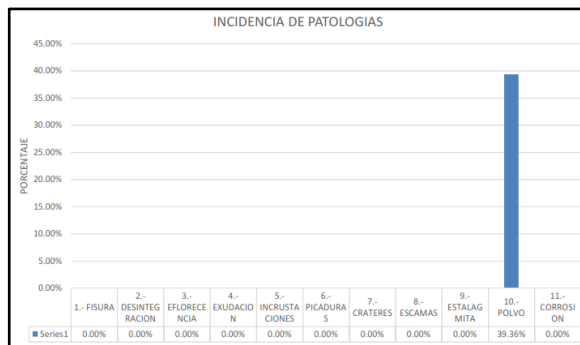 INCIDENCIA DE PATOLOGIAS
45.00%
40.00%
35.00%
30.00%
25.00%
20.00%
15.00%
10.00%
5.00%
0.00%
PORCENTAJE
1.- FISURA
2.-
DESINTEG
RACION
3.-
EFLORECE
NCIA
4.-
EXUDACIO
N
5.-
INCRUSTA
CIONES
6.-
PICADURA
S
7.-
CRATERES
8.-
ESCAMAS
9.-
ESTALAG
MITA
10.-
POLVO
11.-
CORROSI
ON
Series1 0.00% 0.00% 0.00% 0.00% 0.00% 0.00% 0.00% 0.00% 0.00% 39.36% 0.00%